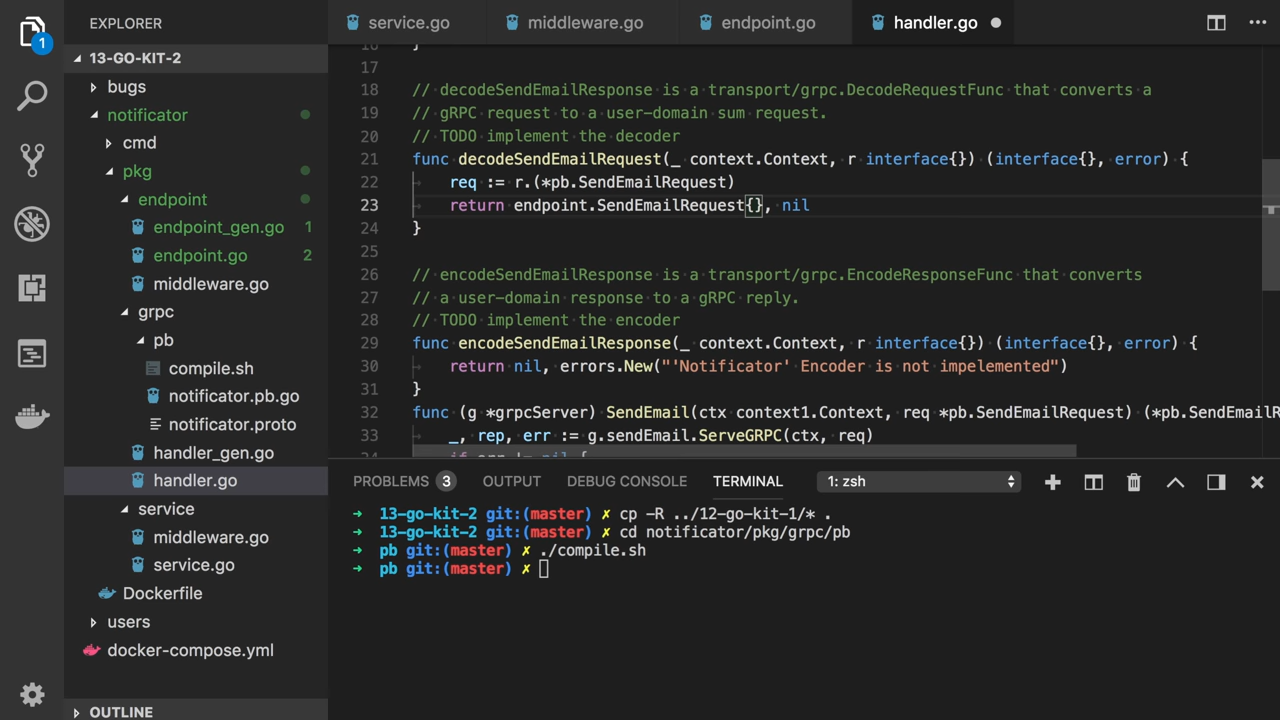 1
EXPLORER
13-GO-KIT-2
bugs
notificator
cmd
pkg
endpoint
endpoint_gen.go 1
endpoint.go 2
middleware.go
grpc
pb
compile.sh
notificator.pb.go
notificator.proto
handler_gen.go
handler.go
service
middleware.go
service.go
Dockerfile
users
docker-compose.yml
OUTLINE
service.go middleware.go endpoint.go handler.go
16 }
17
18 // decodeSendEmailResponse is a transport/grpc.DecodeRequestFunc that converts a
19 // gRPC request to a user-domain sum request.
20 // TODO implement the decoder
21 func decodeSendEmailRequest(_ context.Context, r interface{}) (interface{}, error) {
22 req := r.(*pb.SendEmailRequest)
23 return endpoint.SendEmailRequest{}, nil
24 }
25
26 // encodeSendEmailResponse is a transport/grpc.EncodeResponseFunc that converts
27 // a user-domain response to a gRPC reply.
28 // TODO implement the encoder
29 func encodeSendEmailResponse(_ context.Context, r interface{}) (interface{}, error) {
30 return nil, errors.New("'Notificator' Encoder is not impelemented")
31 }
32 func (g *grpcServer) SendEmail(ctx context1.Context, req *pb.SendEmailRequest) (*pb.SendEmailR
33 _, rep, err := g.sendEmail.ServeGRPC(ctx, req)
34 if err != nil {
PROBLEMS 3 OUTPUT DEBUG CONSOLE TERMINAL 1: zsh
➜ 13-go-kit-2 git:(master) ✗ cp -R ../12-go-kit-1/* .
➜ 13-go-kit-2 git:(master) ✗ cd notificator/pkg/grpc/pb
➜ pb git:(master) ✗ ./compile.sh
➜ pb git:(master) ✗